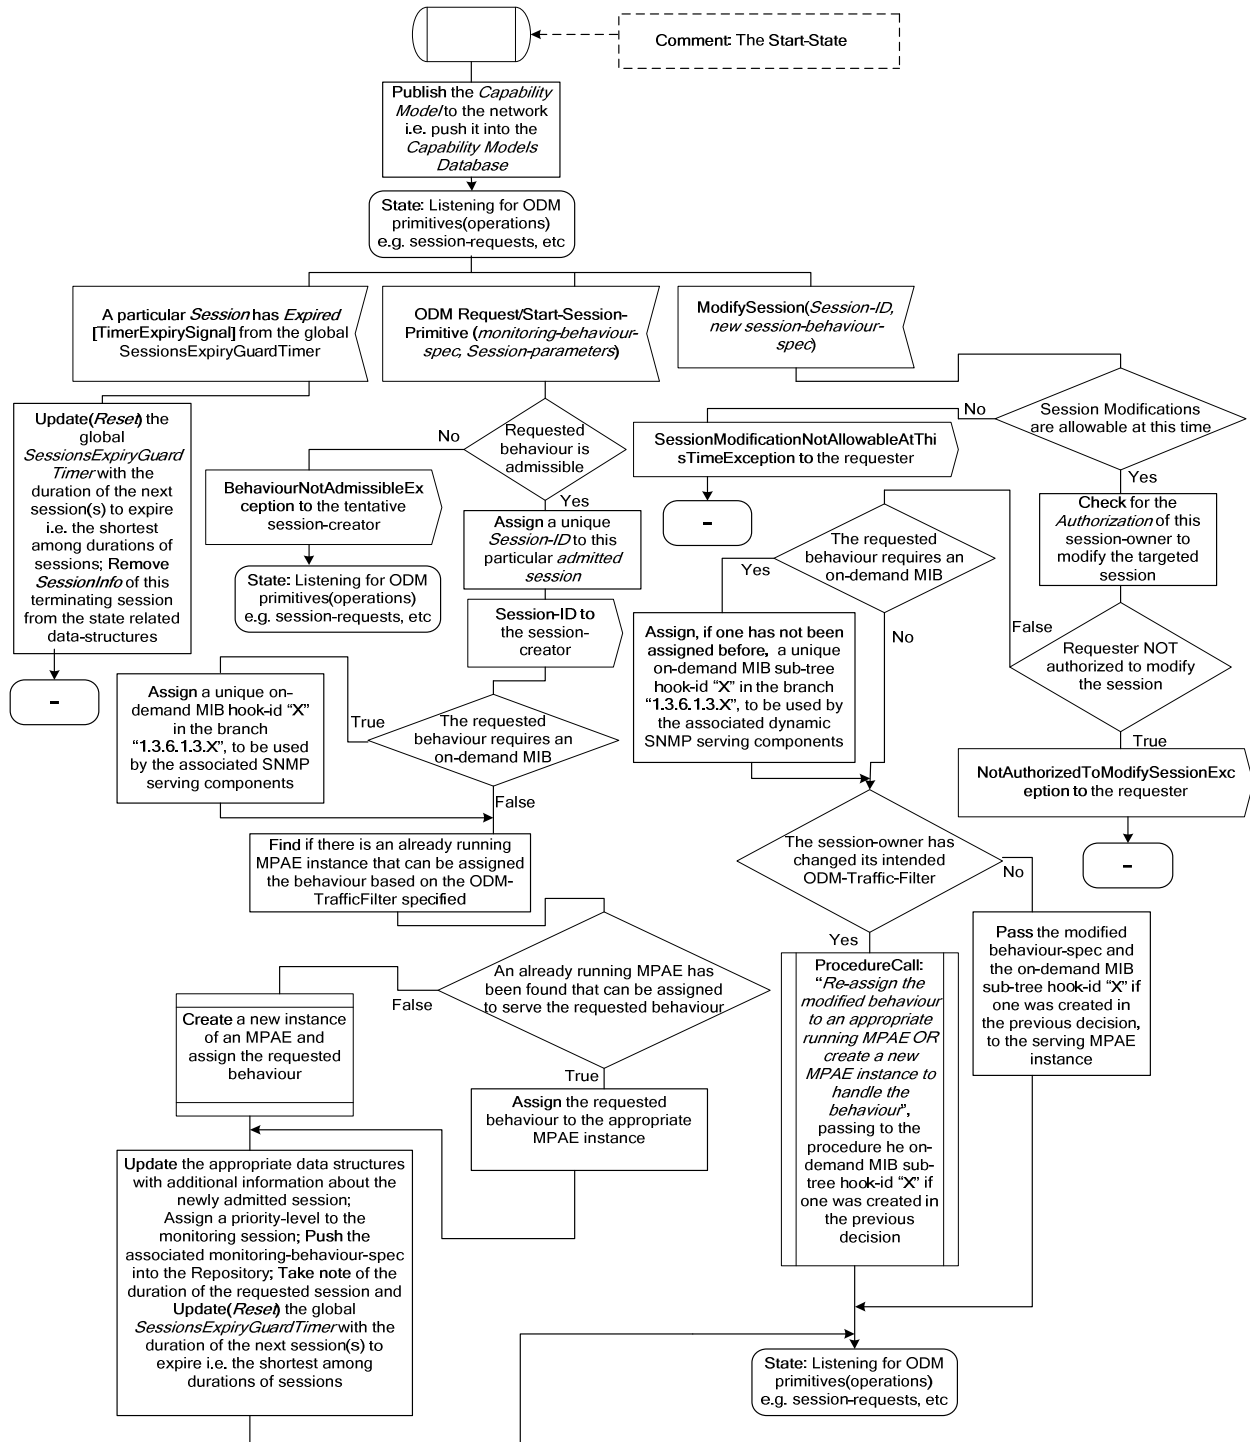 Comment: The Start-State
Publish the Capability
Model to the network
i.e. push it into the
Capability Models
Database
State: Listening for ODM
primitives(operations)
e.g. session-requests, etc
A particular Session has Expired
[TimerExpirySignal] from the global
SessionsExpiryGuardTimer
ODM Request/Start-Session-
Primitive (monitoring-behaviour-
spec, Session-parameters)
ModifySession(Session-ID,
new session-behaviour-
spec)
Update(Reset) the
global
SessionsExpiryGuard
Timer with the
duration of the next
session(s) to expire
i.e. the shortest
among durations of
sessions; Remove
SessionInfo of this
terminating session
from the state related
data-structures
-
No
Requested
behaviour is
admissible
Yes
BehaviourNotAdmissibleEx
ception to the tentative
session-creator
State: Listening for ODM
primitives(operations)
e.g. session-requests, etc
Assign a unique
Session-ID to this
particular admitted
session
Session-ID to
the session-
creator
The requested
behaviour requires an
on-demand MIB
True
False
Assign a unique on-
demand MIB hook-id “X”
in the branch
“1.3.6.1.3.X”, to be used
by the associated SNMP
serving components
Find if there is an already running
MPAE instance that can be assigned
the behaviour based on the ODM-
TrafficFilter specified
An already running MPAE has
been found that can be assigned
to serve the requested behaviour
False
True
Create a new instance
of an MPAE and
assign the requested
behaviour
Assign the requested
behaviour to the appropriate
MPAE instance
Update the appropriate data structures
with additional information about the
newly admitted session;
Assign a priority-level to the
monitoring session; Push the
associated monitoring-behaviour-spec
into the Repository; Take note of the
duration of the requested session and
Update(Reset) the global
SessionsExpiryGuardTimer with the
duration of the next session(s) to
expire i.e. the shortest among
durations of sessions
No
Session Modifications
are allowable at this time
Yes
SessionModificationNotAllowableAtThi
sTimeException to the requester
-
Check for the
Authorization of this
session-owner to
modify the targeted
session
False
Requester NOT
authorized to modify
the session
True
NotAuthorizedToModifySessionExc
eption to the requester
-
The requested
behaviour requires an
on-demand MIB
Yes
No
Assign, if one has not been
assigned before, a unique
on-demand MIB sub-tree
hook-id “X” in the branch
“1.3.6.1.3.X”, to be used by
the associated dynamic
SNMP serving components
The session-owner has
changed its intended
ODM-Traffic-Filter
No
Yes
Pass the modified
behaviour-spec and
the on-demand MIB
sub-tree hook-id “X” if
one was created in
the previous decision,
to the serving MPAE
instance
ProcedureCall:
“Re-assign the
modified behaviour
to an appropriate
running MPAE OR
create a new
MPAE instance to
handle the
behaviour”,
passing to the
procedure he on-
demand MIB sub-
tree hook-id “X” if
one was created in
the previous
decision
State: Listening for ODM
primitives(operations)
e.g. session-requests, etc